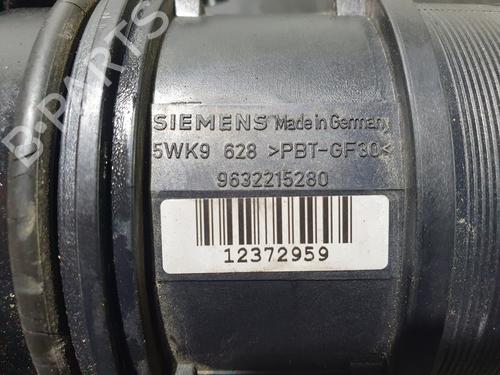 B-PARTS
SIEMENS Made in Germany
5WK9 628 >PBT-GF30<
9632215280
12372959